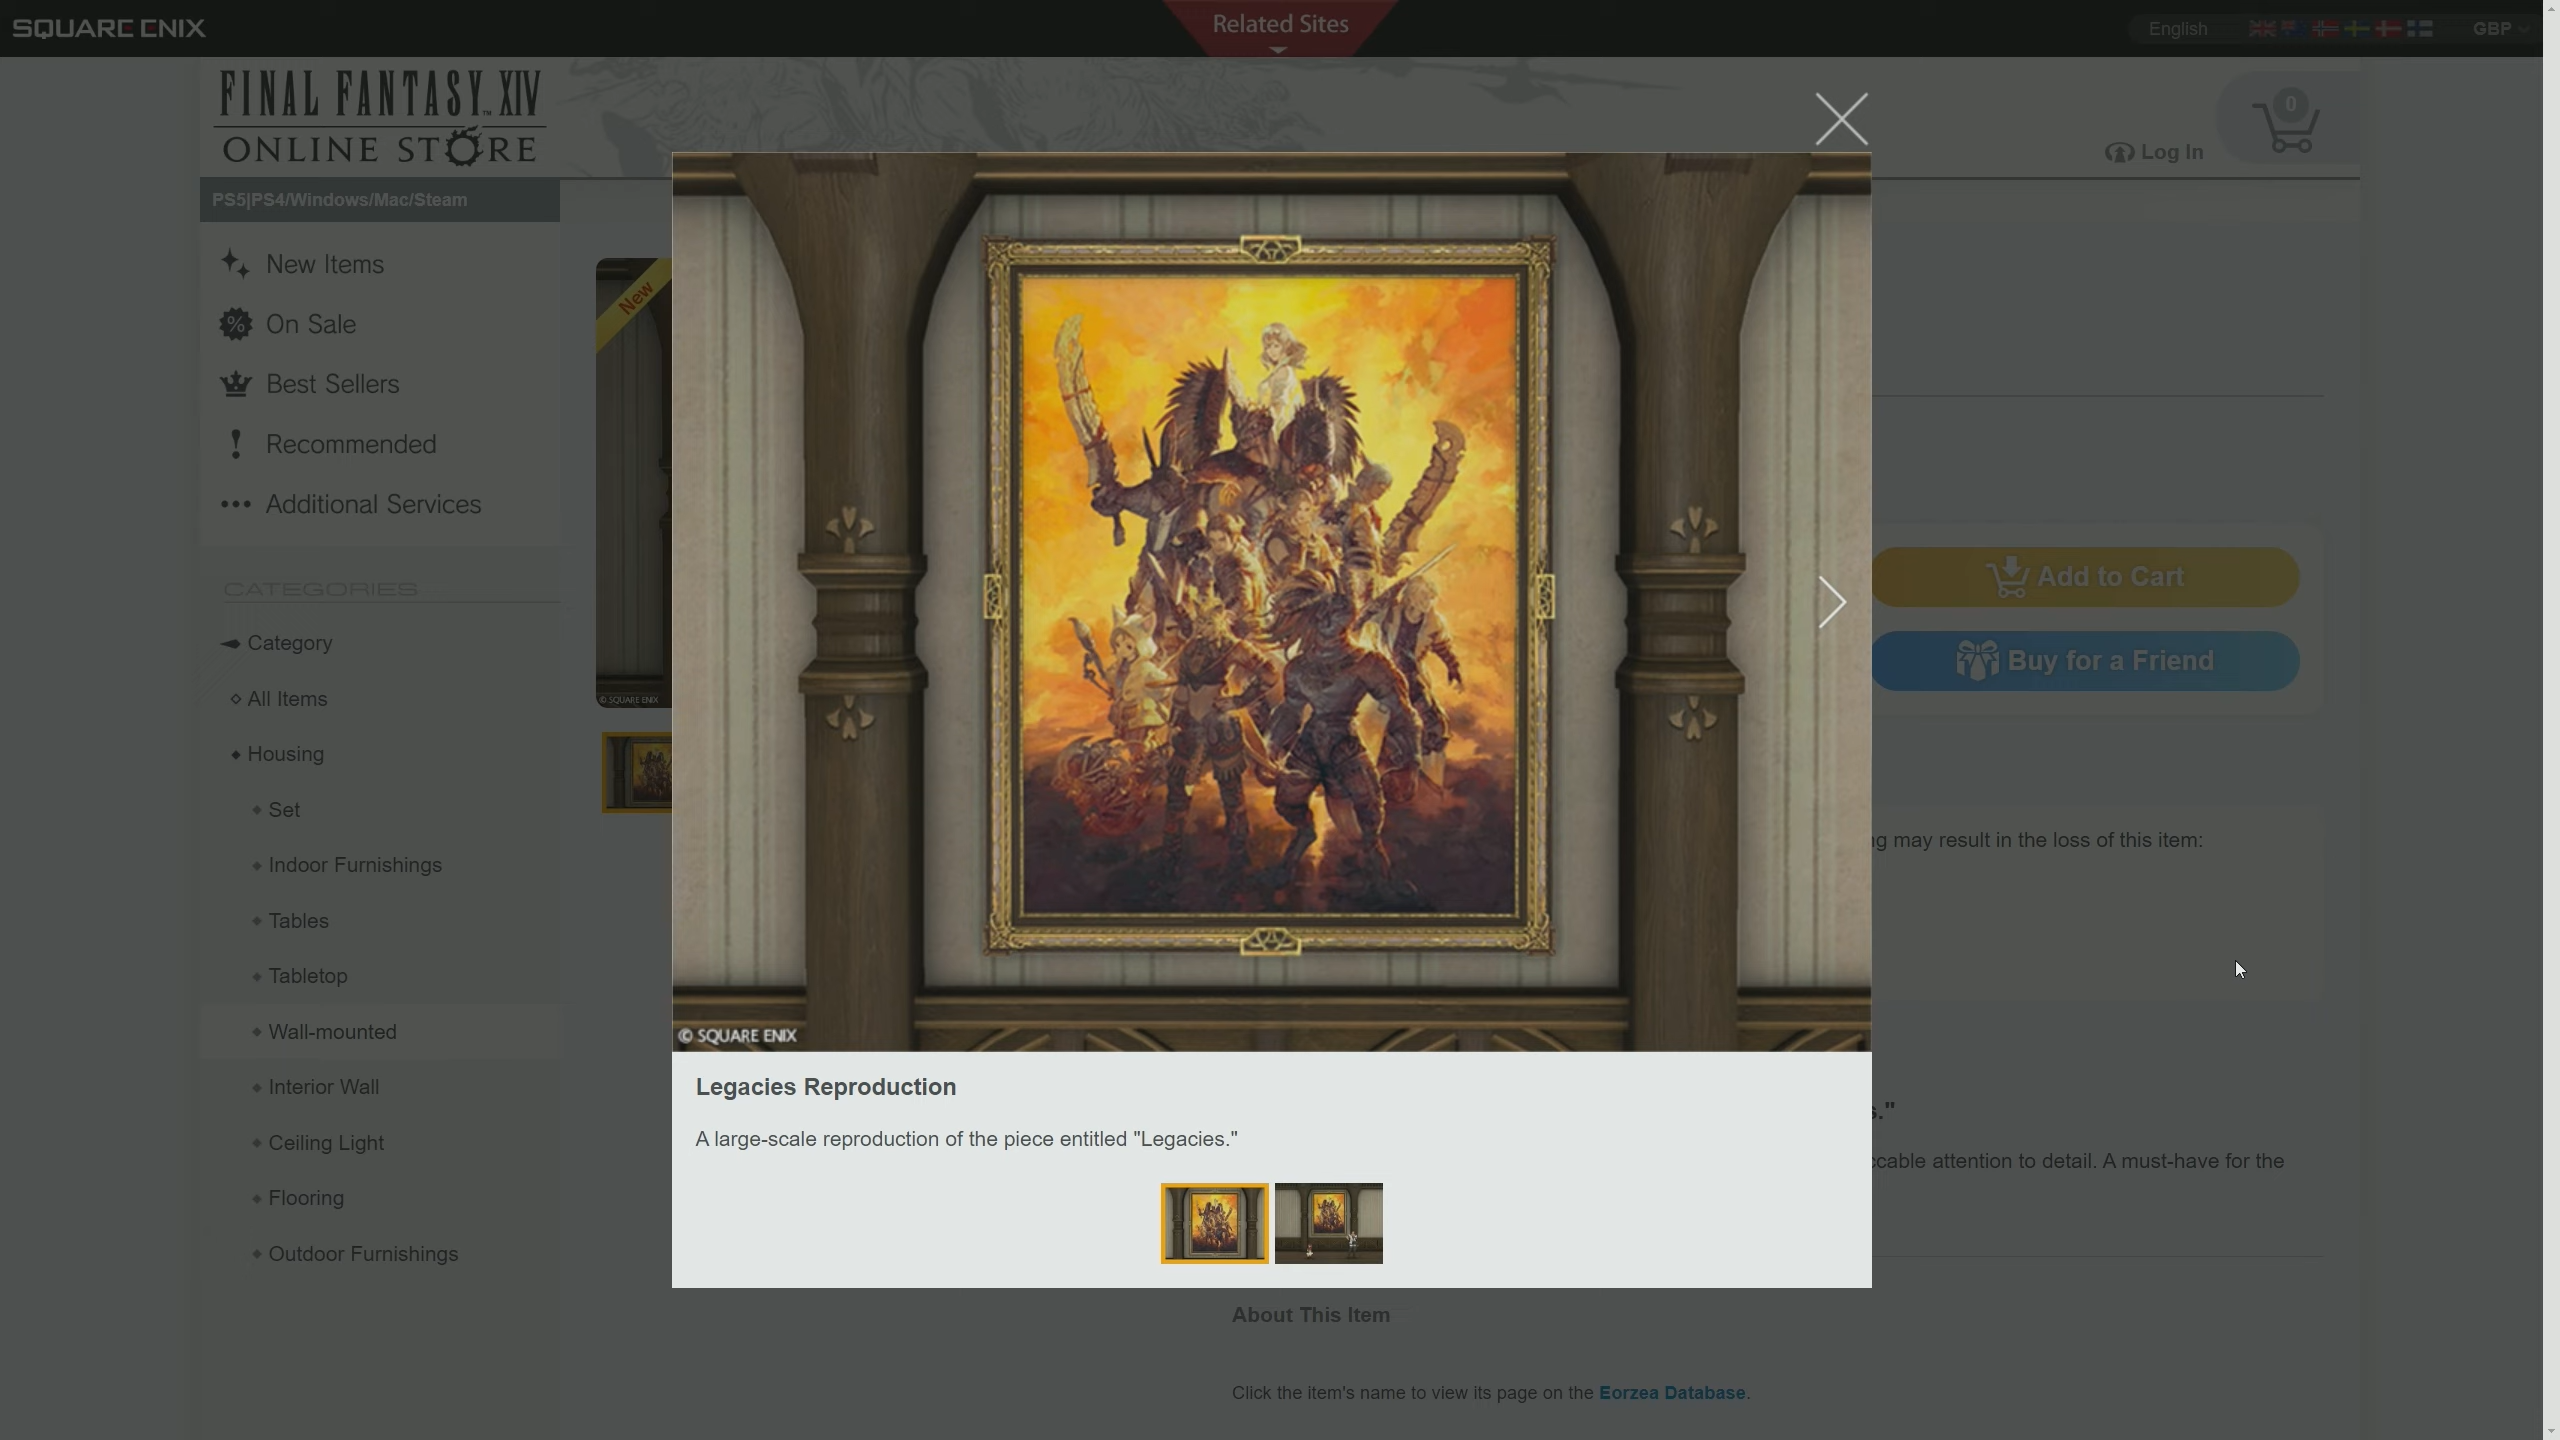 SQUARE ENIX
Related Sites
English
GBP
FINAL FANTASY XIV
ONLINE STORE
0
Log In
PS5|PS4/Windows/Mac/Steam
New Items
On Sale
Best Sellers
Recommended
Additional Services
CATEGORIES
Category
All Items
Housing
Set
Indoor Furnishings
Tables
Tabletop
Wall-mounted
Interior Wall
Ceiling Light
Flooring
Outdoor Furnishings
New
© SQUARE ENIX
Add to Cart
Buy for a Friend
may result in the loss of this item:
© SQUARE ENIX
Legacies Reproduction
A large-scale reproduction of the piece entitled "Legacies."
attention to detail. A must-have for the
About This Item
Click the item's name to view its page on the Eorzea Database.